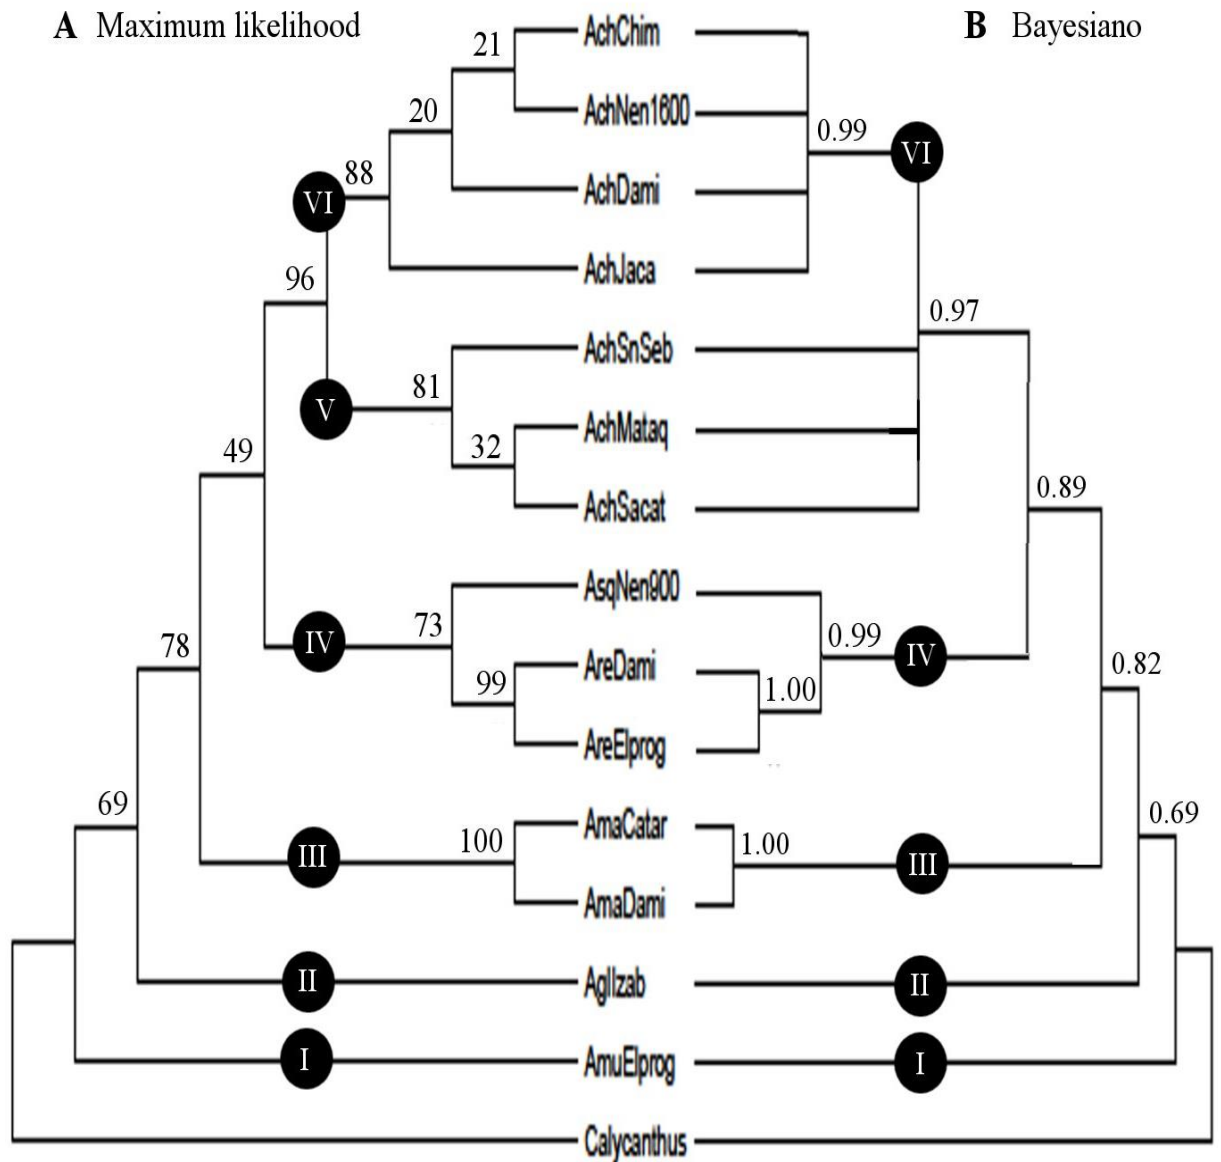 A Maximum likelihood
B Bayesiano
21
AchChim
20
AchNen1600
0.99
VI
88
VI
AchDami
96
AchJaca
0.97
AchSnSeb
81
V
AchMataq
49
32
0.89
AchSacat
AsqNen900
73
0.99
IV
IV
78
AreDami
0.82
99
1.00
AreElprog
69
AmaCatar
0.69
100
1.00
III
III
AmaDami
II
AglIzab
II
I
AmuElprog
I
Calycanthus